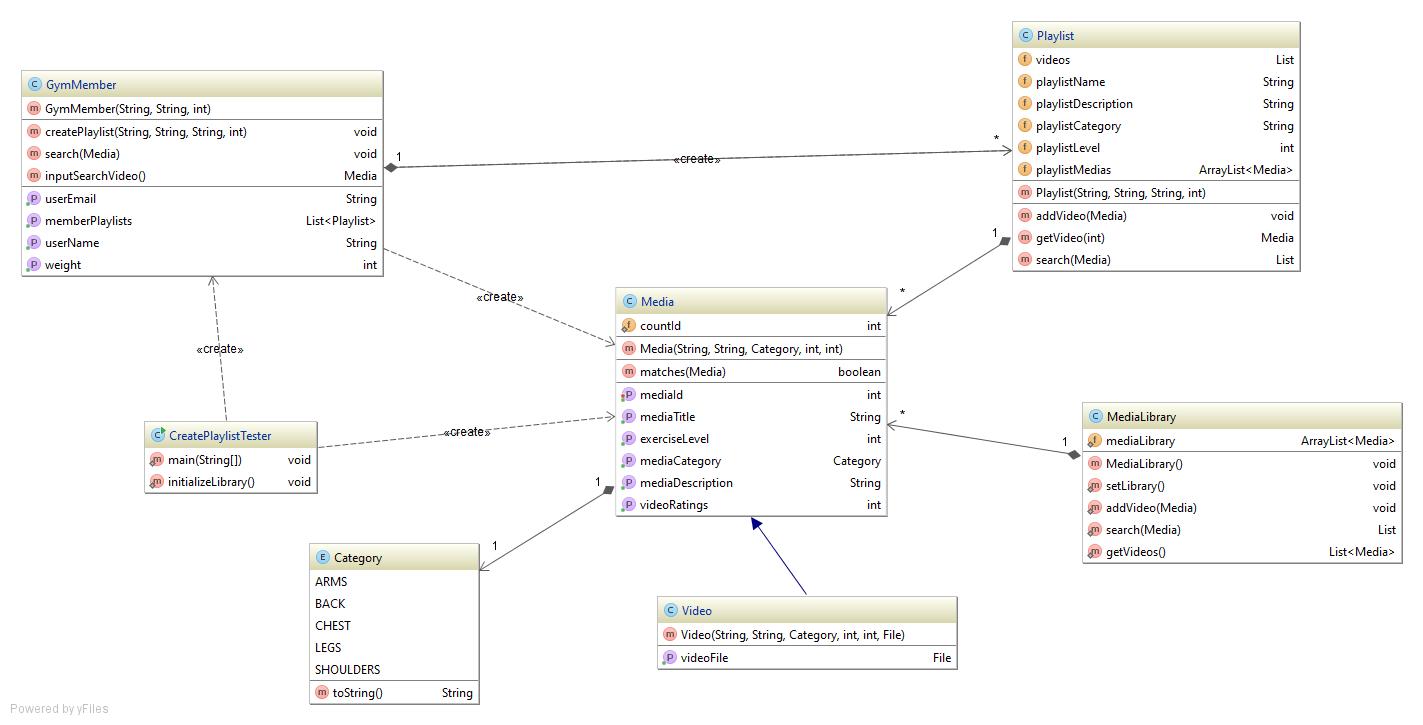 GymMember
GymMember(String, String, int)
createPlaylist(String, String, String, int) void
search(Media) void
inputSearchVideo() Media
userEmail String
memberPlaylists List<Playlist>
userName String
weight int
1
«create»
*
Playlist
videos List
playlistName String
playlistDescription String
playlistCategory String
playlistLevel int
playlistMedias ArrayList<Media>
Playlist(String, String, String, int)
addVideo(Media) void
getVideo(int) Media
search(Media) List
1
*
«create»
«create»
Media
countId int
Media(String, String, Category, int, int)
matches(Media) boolean
mediaId int
mediaTitle String
exerciseLevel int
mediaCategory Category
mediaDescription String
videoRatings int
CreatePlaylistTester
main(String[]) void
initializeLibrary() void
«create»
*
1
MediaLibrary
mediaLibrary ArrayList<Media>
MediaLibrary() void
setLibrary() void
addVideo(Media) void
search(Media) List
getVideos() List<Media>
1
1
Category
ARMS
BACK
CHEST
LEGS
SHOULDERS
toString() String
Video
Video(String, String, Category, int, int, File)
videoFile File
Powered by yFiles